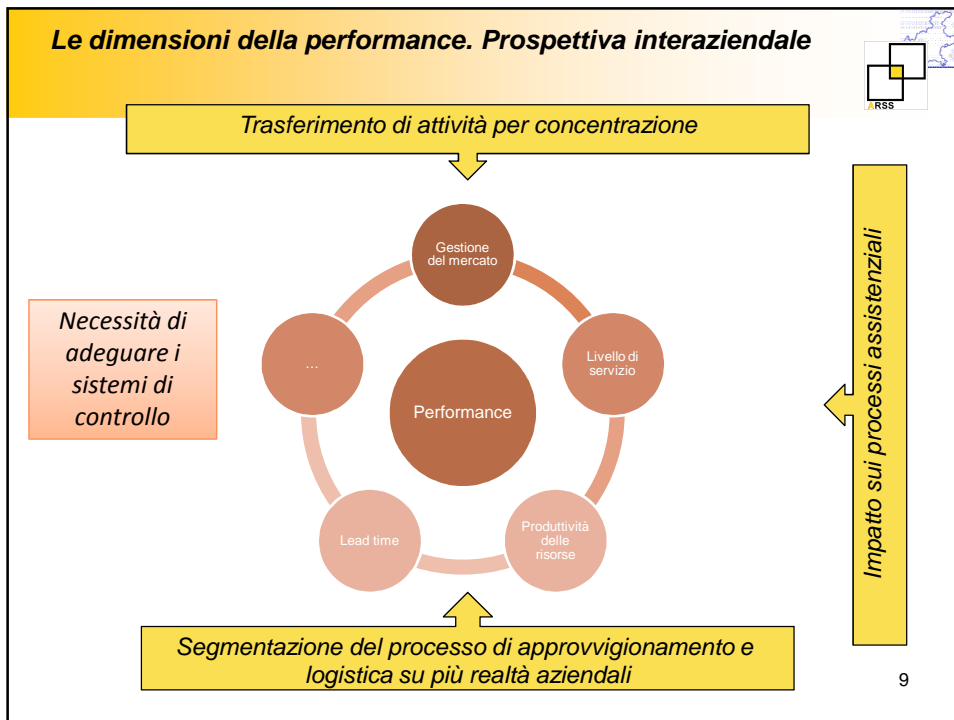 Le dimensioni della performance. Prospettiva interaziendale
ARSS
Trasferimento di attività per concentrazione
Gestione
del mercato
Necessità di
adeguare i
sistemi di
controllo
...
Livello di
servizio
Performance
Impatto sui processi assistenziali
Lead time
Produttività
delle
risorse
Segmentazione del processo di approvvigionamento e
logistica su più realtà aziendali
9